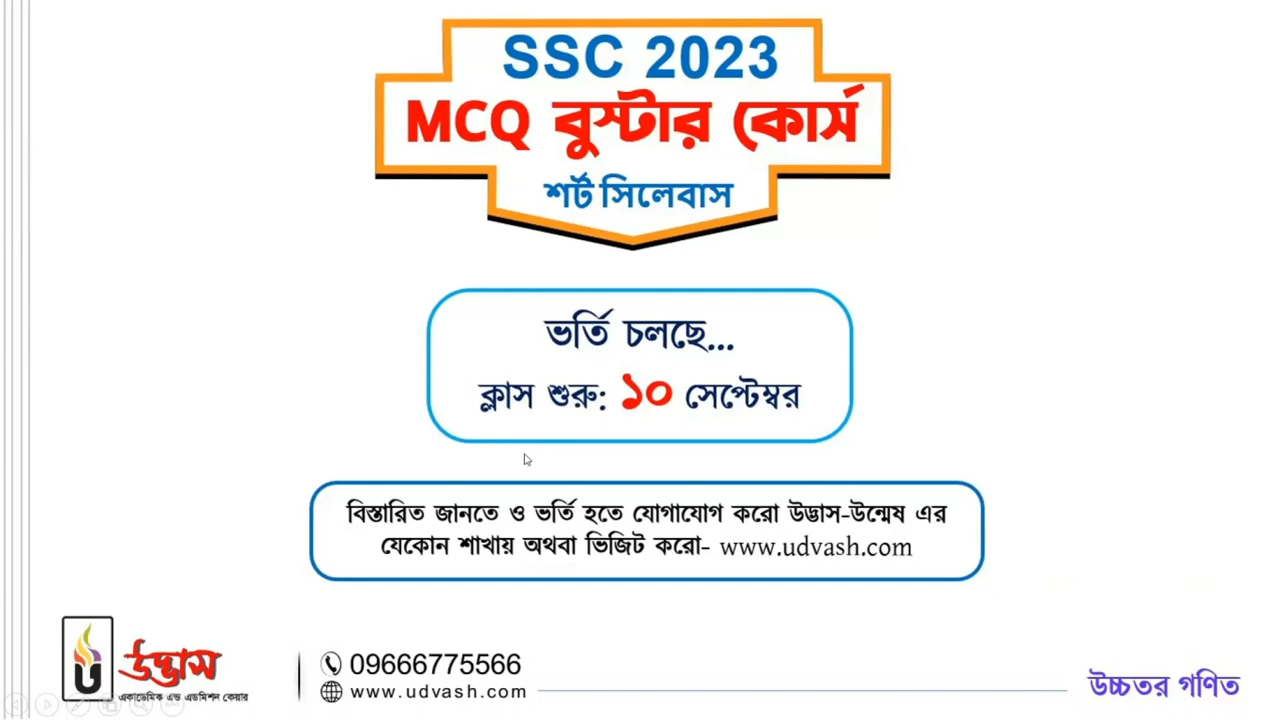 SSC 2023
MCQ বুস্টার কোর্স
শর্ট সিলেবাস
ভর্তি চলছে...
ক্লাস শুরু: ১০ সেপ্টেম্বর
বিস্তারিত জানতে ও ভর্তি হতে যোগাযোগ করো উদ্ভাস-উন্মেষ এর
যেকোন শাখায় অথবা ভিজিট করো- www.udvash.com
উদ্ভাস
একাডেমিক এন্ড এডমিশন কেয়ার
09666775566
www.udvash.com
উচ্চতর গণিত